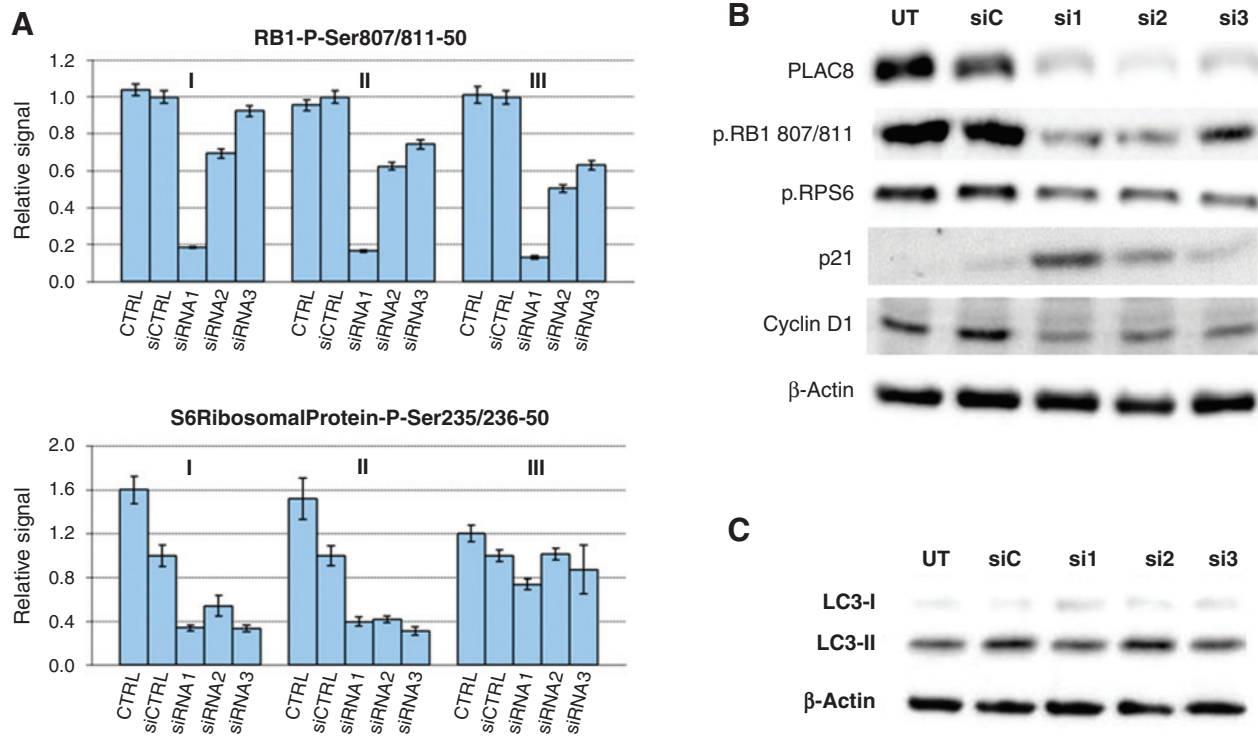 A
RB1-P-Ser807/811-50
Relative signal
1.2
1.0
0.8
0.6
0.4
0.2
0.0
I
II
III
CTRL
siCTRL
siRNA1
siRNA2
siRNA3
CTRL
siCTRL
siRNA1
siRNA2
siRNA3
CTRL
siCTRL
siRNA1
siRNA2
siRNA3
S6RibosomalProtein-P-Ser235/236-50
Relative signal
2.0
1.6
1.2
0.8
0.4
0.0
I
II
III
CTRL
siCTRL
siRNA1
siRNA2
siRNA3
CTRL
siCTRL
siRNA1
siRNA2
siRNA3
CTRL
siCTRL
siRNA1
siRNA2
siRNA3
B
UT siC si1 si2 si3
PLAC8
p.RB1 807/811
p.RPS6
p21
Cyclin D1
β-Actin
C
UT siC si1 si2 si3
LC3-I
LC3-II
β-Actin